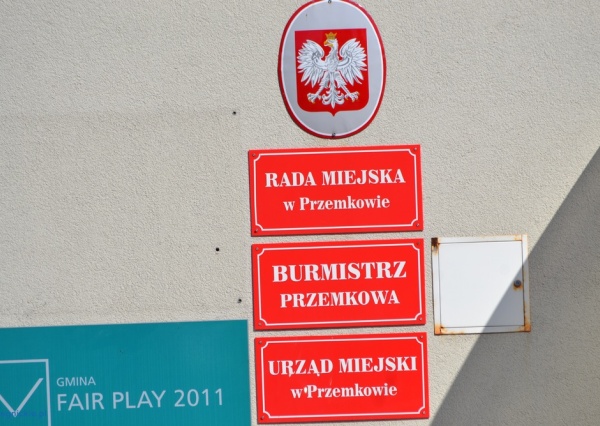 RADA MIEJSKA
w Przemkowie
BURMISTRZ
PRZEMKOWA
URZĄD MIEJSKI
w Przemkowie
GMINA
FAIR PLAY 2011